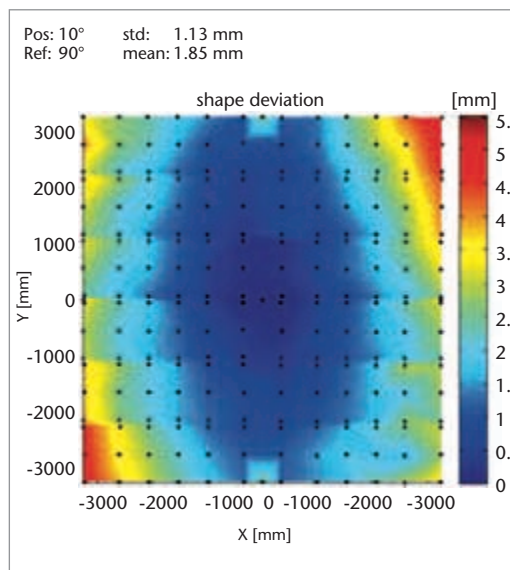 Pos: 10° std: 1.13 mm
Ref: 90° mean: 1.85 mm
shape deviation
[mm]
3000
2000
1000
0
-1000
-2000
-3000
Y [mm]
5.
5.
4.
4.
3.
3.
2.
2
1.
1
0.
0
-3000 -2000 -1000 0 -1000 -2000 -3000
X [mm]